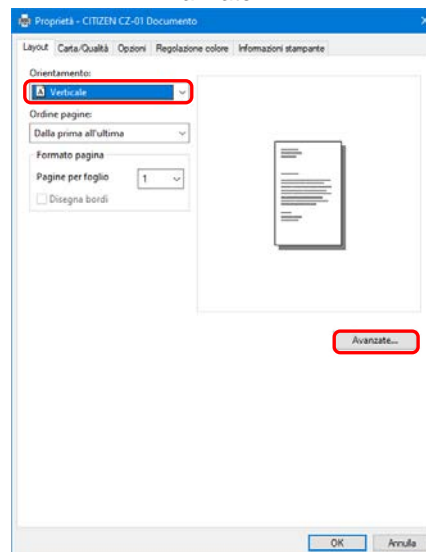 Proprietà - CITIZEN CZ-01 Documento
Layout Carta/Qualità Opzioni Regolazione colore Informazioni stampante
Orientamento:
A Verticale
Ordine pagine:
Dalla prima all'ultima
Formato pagina
Pagine per foglio 1
Disegna bordi
Avanzate...
OK Annulla